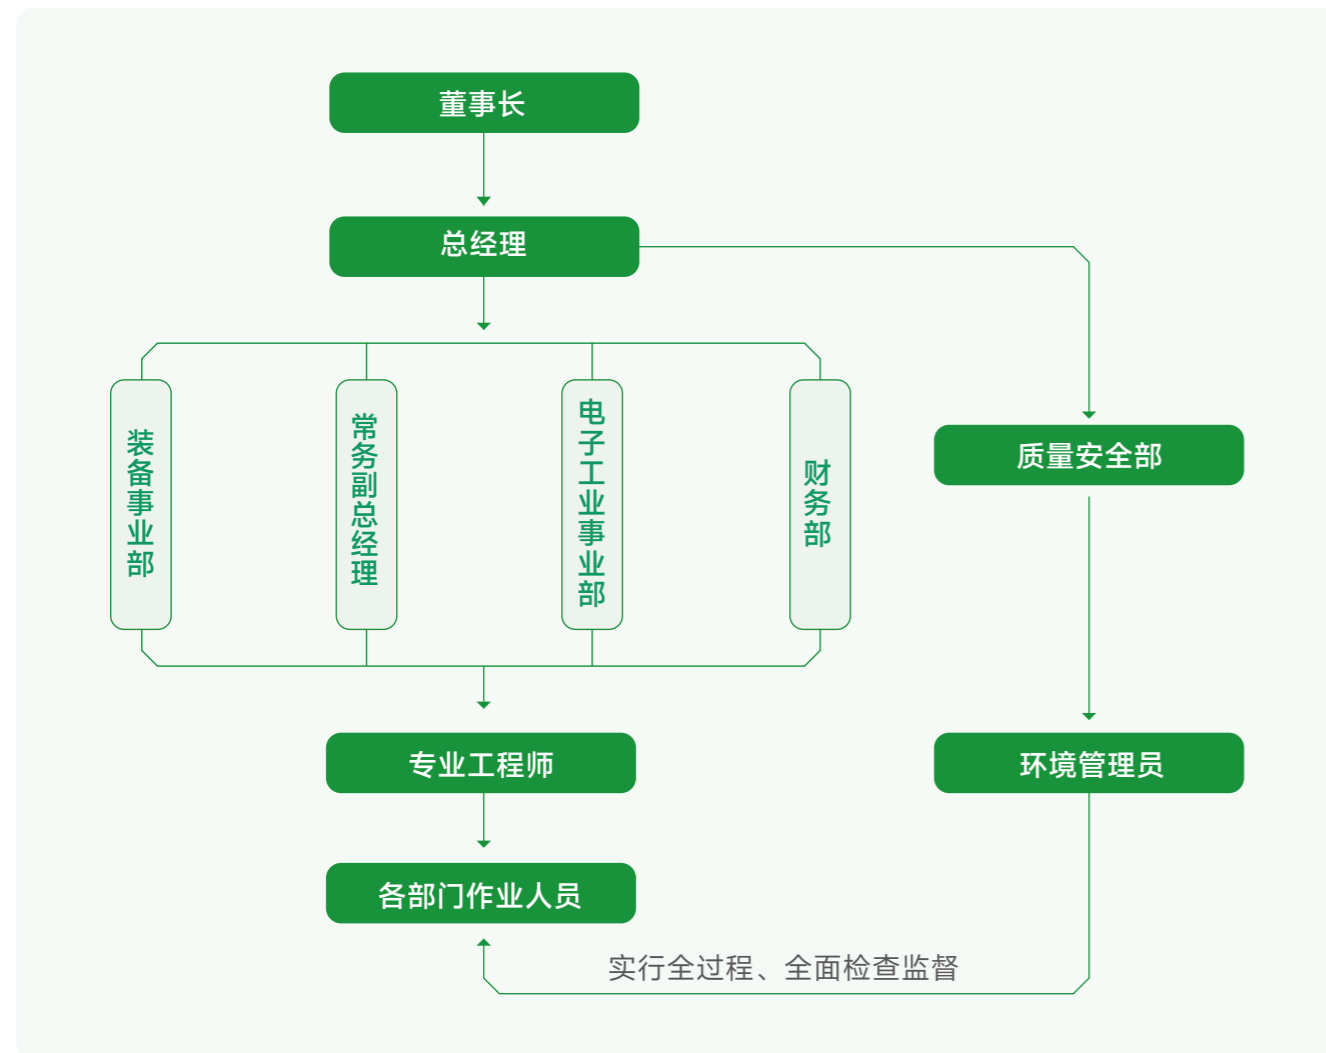 董事长
总经理
装备事业部
常务副总经理
电子工业事业部
财务部
质量安全部
专业工程师
环境管理员
各部门作业人员
实行全过程、全面检查监督